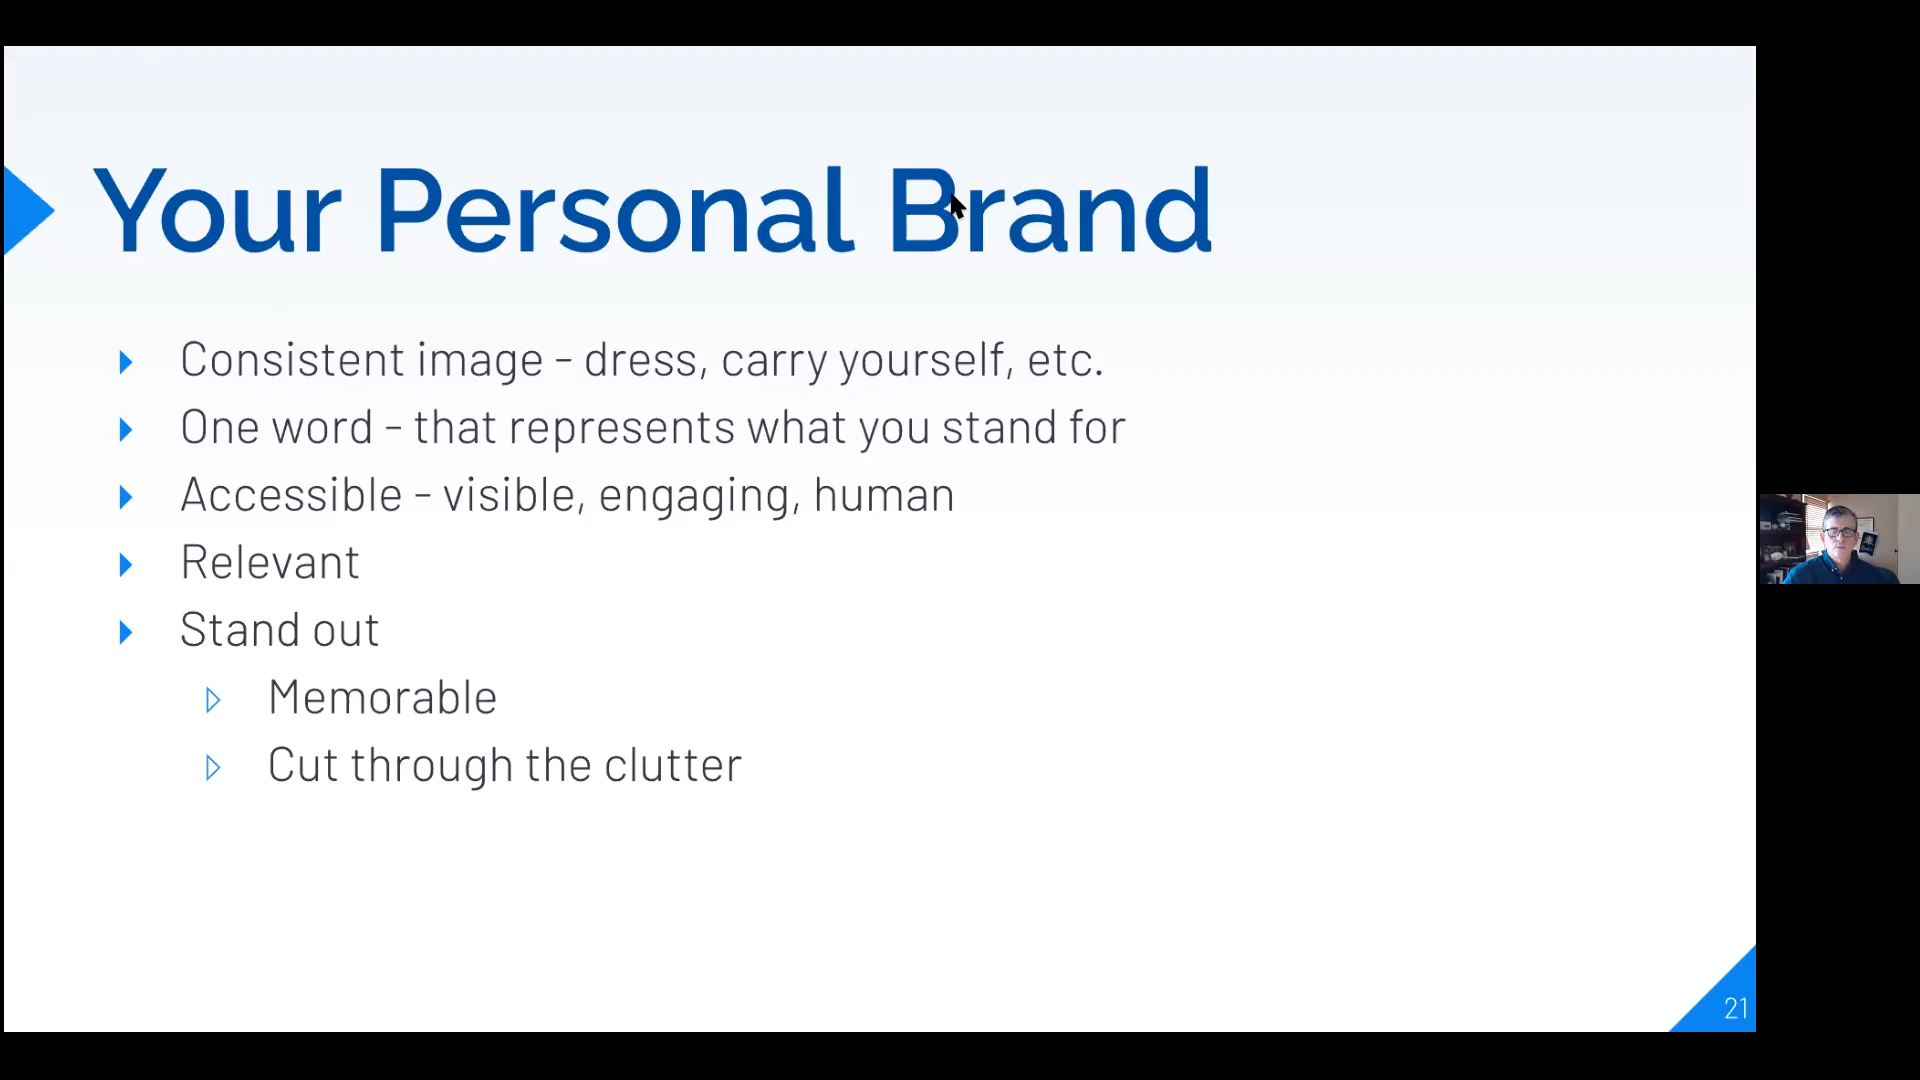 Your Personal Brand
Consistent image - dress, carry yourself, etc.
One word - that represents what you stand for
Accessible - visible, engaging, human
Relevant
Stand out
Memorable
Cut through the clutter
21